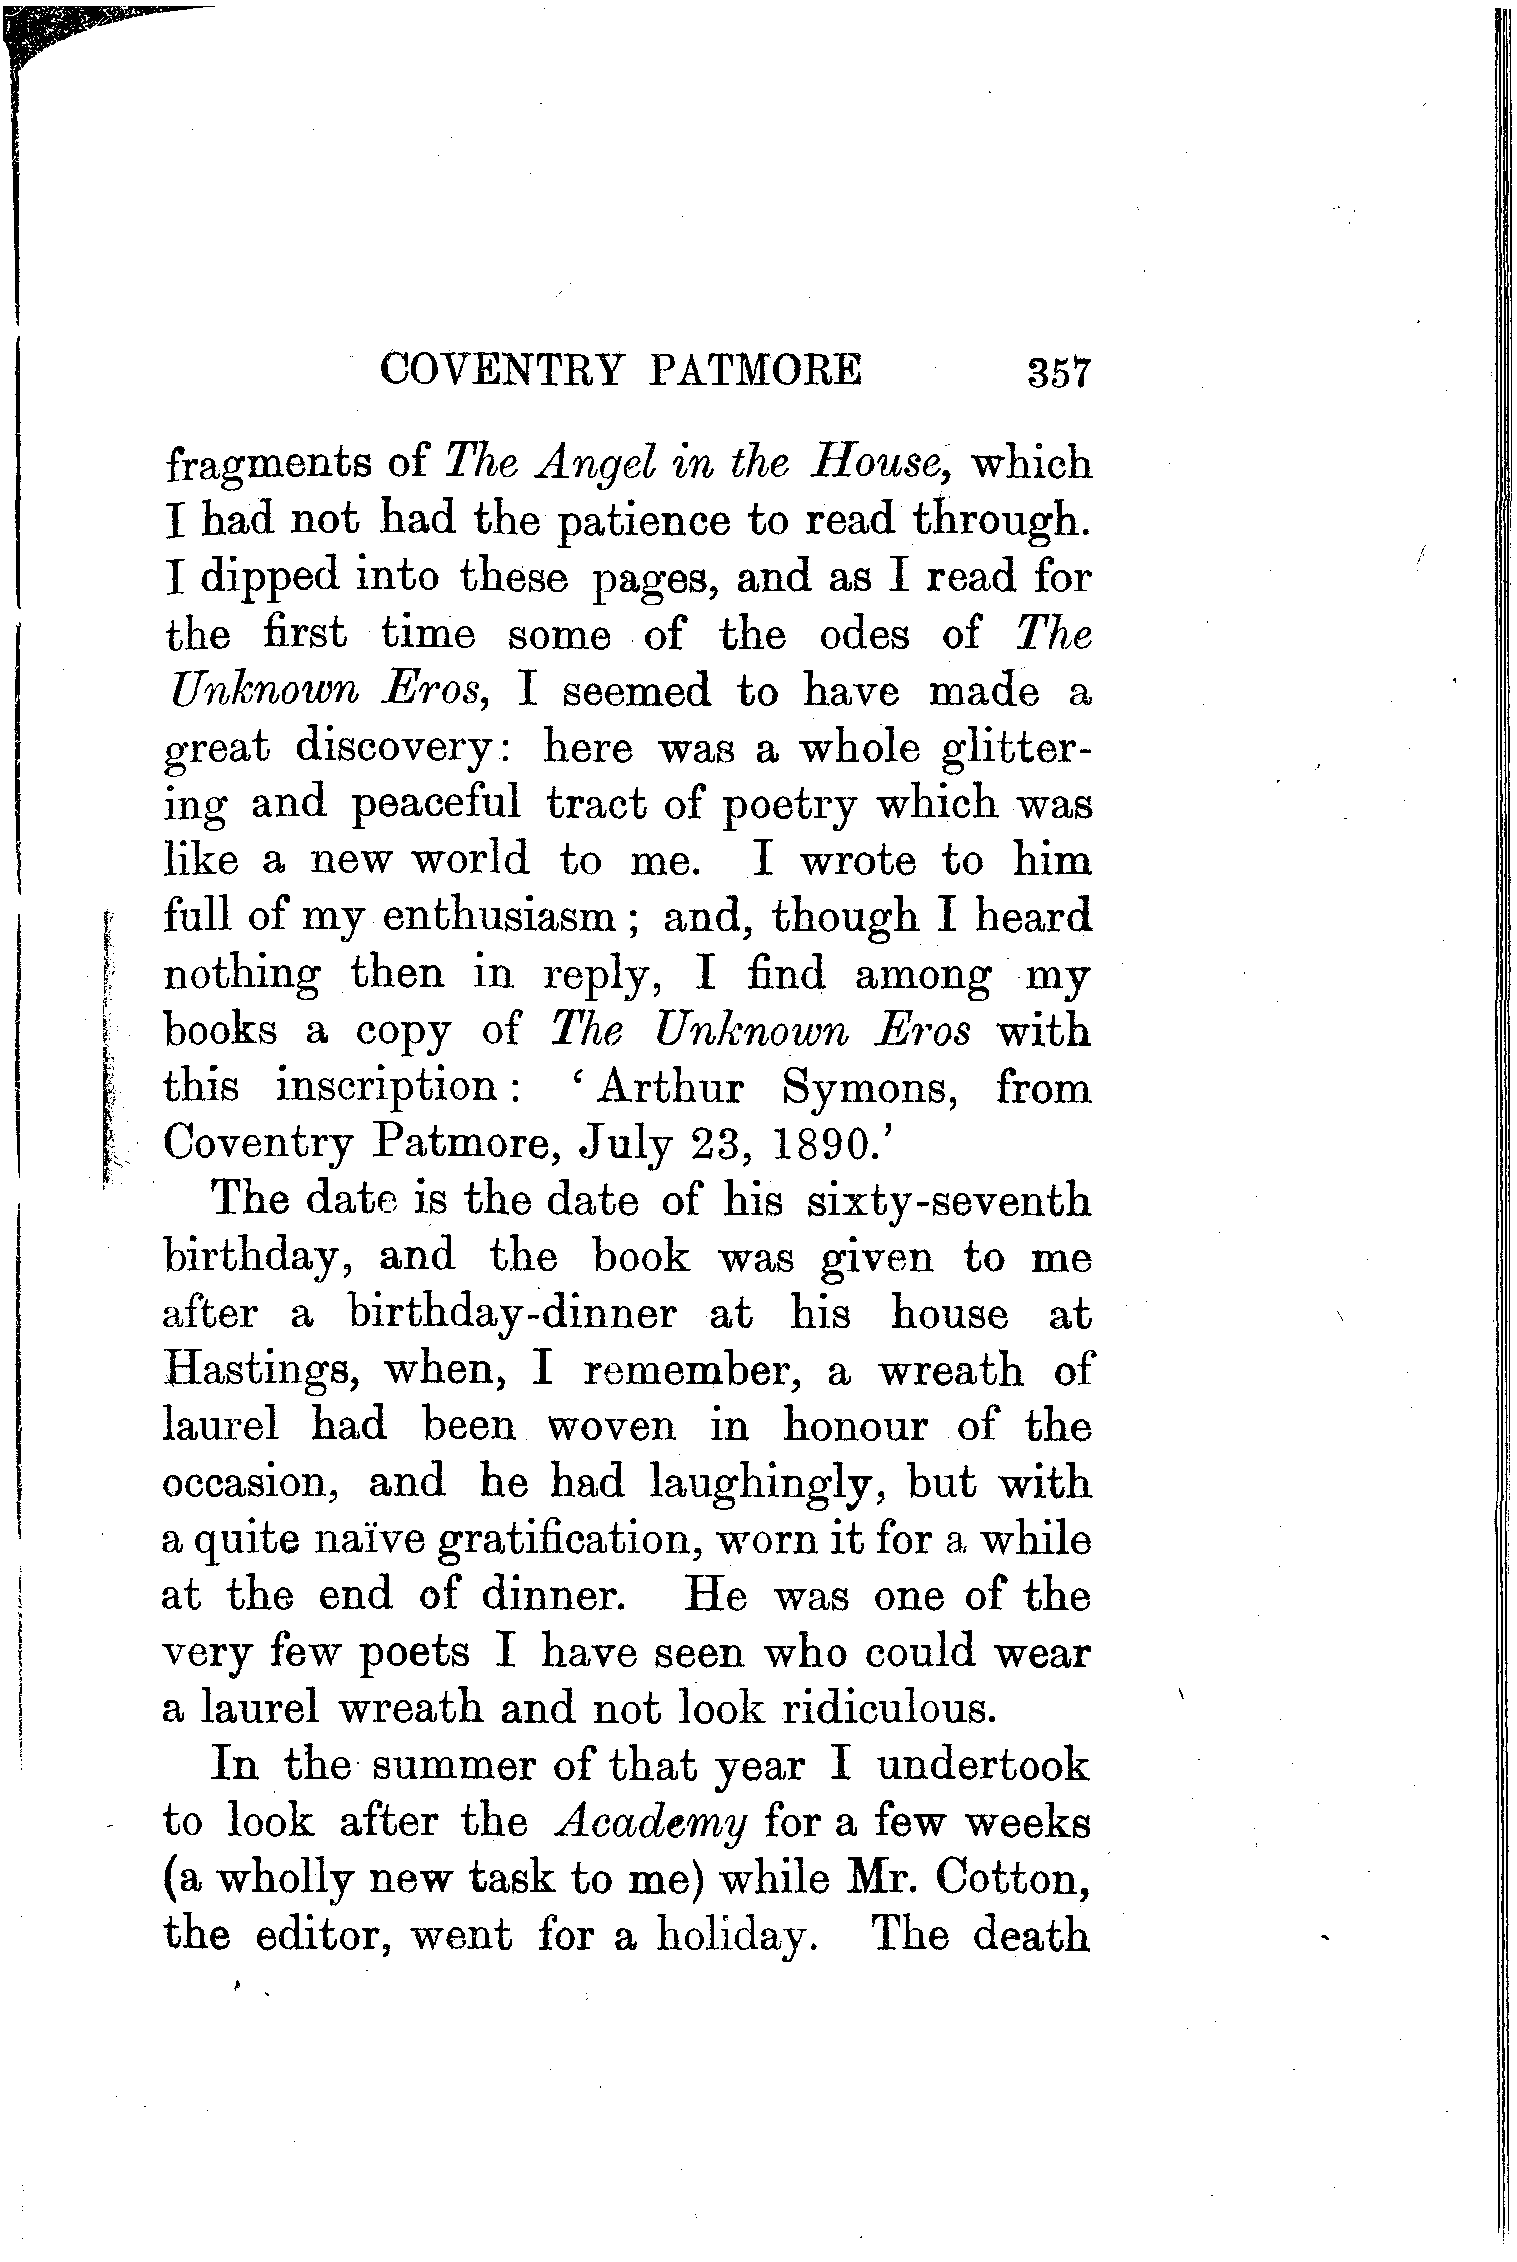 COVENTRY PATMORE 357
fragments of The Angel in the House, which
I had not had the patience to read through.
I dipped into these pages, and as I read for
the first time some of the odes of The
Unknown Eros, I seemed to have made a
great discovery: here was a whole glitter-
ing and peaceful tract of poetry which was
like a new world to me. I wrote to him
full of my enthusiasm ; and, though I heard
nothing then in reply, I find among my
books a copy of The Unknown Eros with
this inscription : ‘ Arthur Symons, from
Coventry Patmore, July 23, 1890.’
The date is the date of his sixty-seventh
birthday, and the book was given to me
after a birthday-dinner at his house at
Hastings, when, I remember, a wreath of
laurel had been woven in honour of the
occasion, and he had laughingly, but with
a quite naïve gratification, worn it for a while
at the end of dinner. He was one of the
very few poets I have seen who could wear
a laurel wreath and not look ridiculous.
In the summer of that year I undertook
to look after the Academy for a few weeks
(a wholly new task to me) while Mr. Cotton,
the editor, went for a holiday. The death